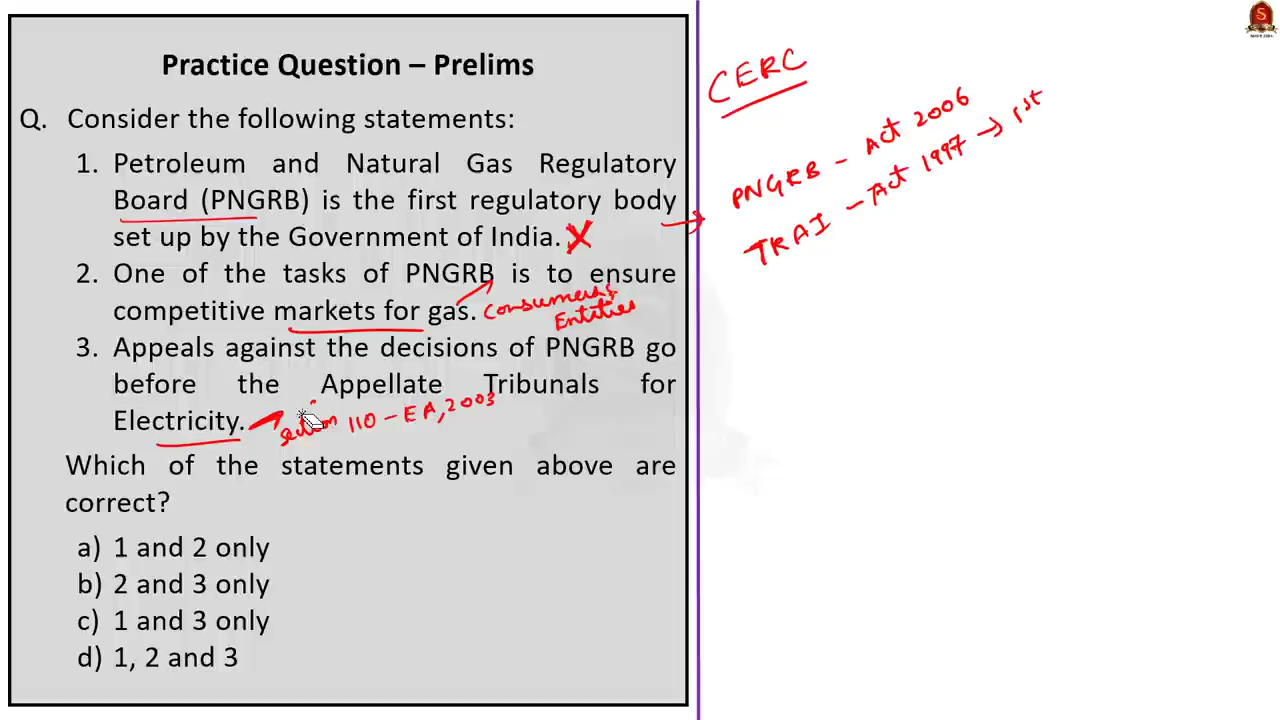 Practice Question – Prelims
Q. Consider the following statements:
1. Petroleum and Natural Gas Regulatory
Board (PNGRB) is the first regulatory body
set up by the Government of India. X
2. One of the tasks of PNGRB is to ensure
competitive markets for gas.
Consumers &
Entities
3. Appeals against the decisions of PNGRB go
before the Appellate Tribunals for
Electricity.
Section 110 - EA, 2003
Which of the statements given above are
correct?
a) 1 and 2 only
b) 2 and 3 only
c) 1 and 3 only
d) 1, 2 and 3
CERC
PNGRB - Act 2006
TRAI - Act 1997 → 1st
S